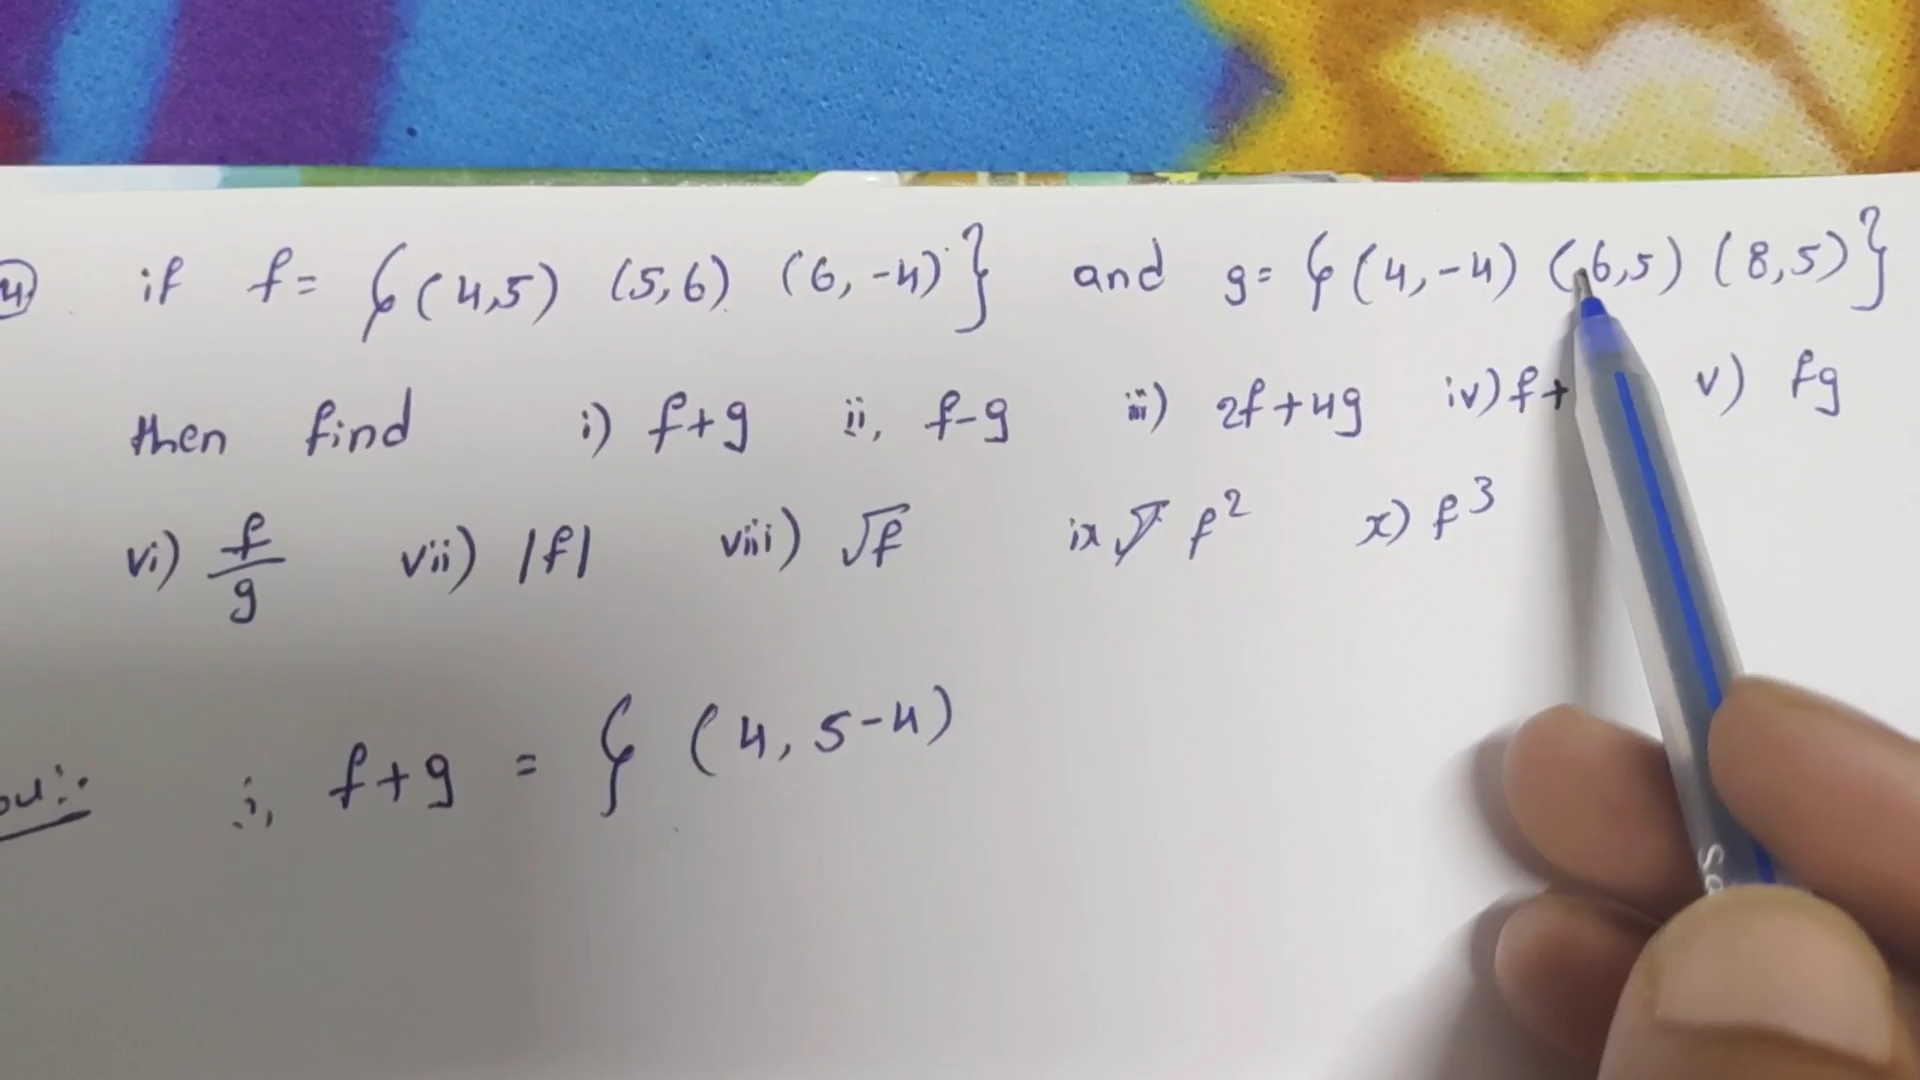 4) if f= {(4,5) (5,6) (6,-4)} and g= {(4,-4) (6,5) (8,5)}
then find i) f+g ii, f-g iii) 2f+4g iv) f+ v) fg
vi) f/g vii) |f| viii) √f ix) f² x) f³
i, f+g = { (4, 5-4)